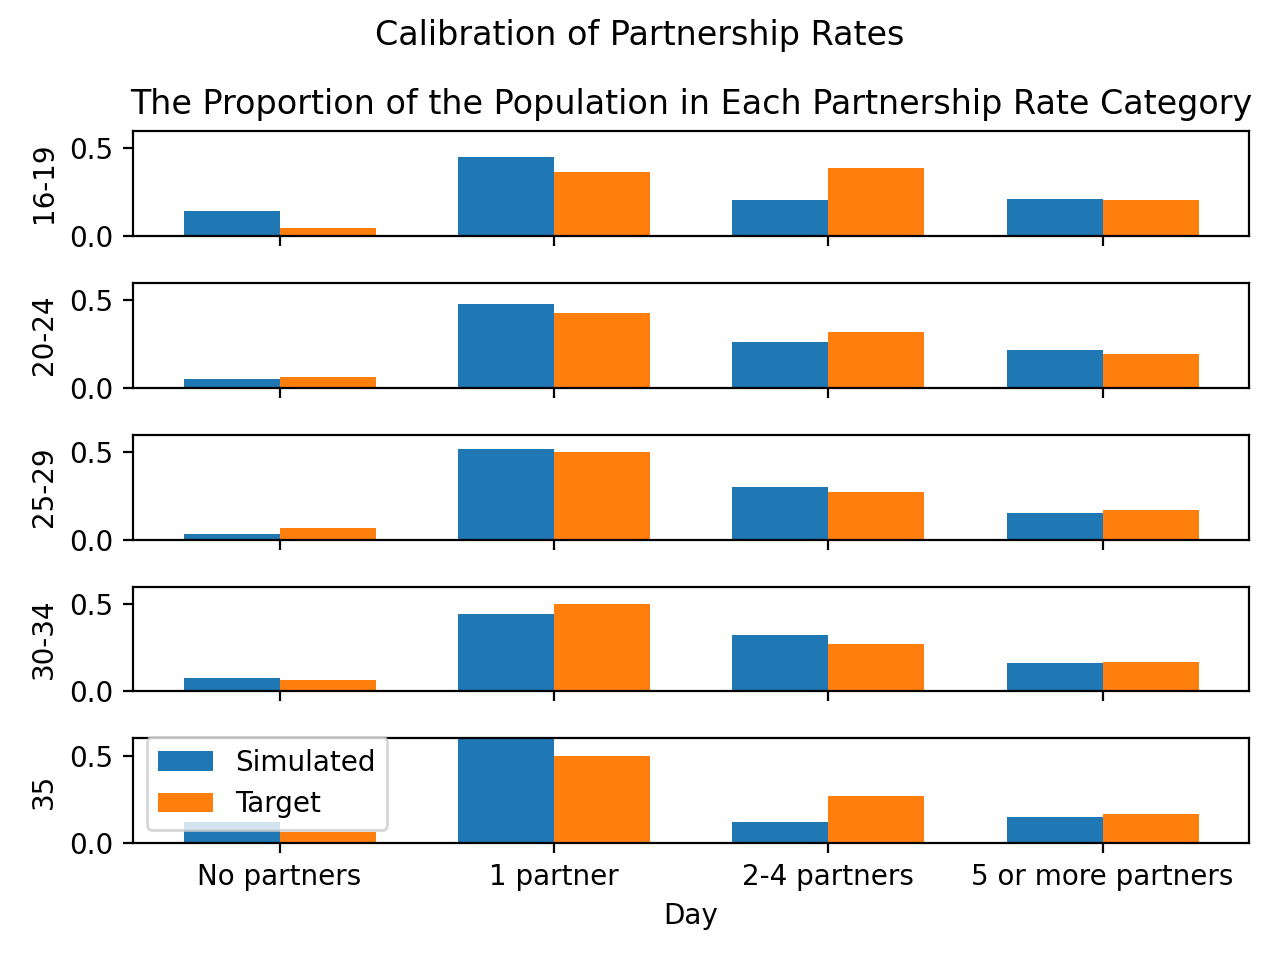 Calibration of Partnership Rates
The Proportion of the Population in Each Partnership Rate Category
0.5
0.0
16-19
0.5
0.0
20-24
0.5
0.0
25-29
0.5
0.0
30-34
0.5
0.0
35
Simulated
Target
No partners 1 partner 2-4 partners 5 or more partners
Day